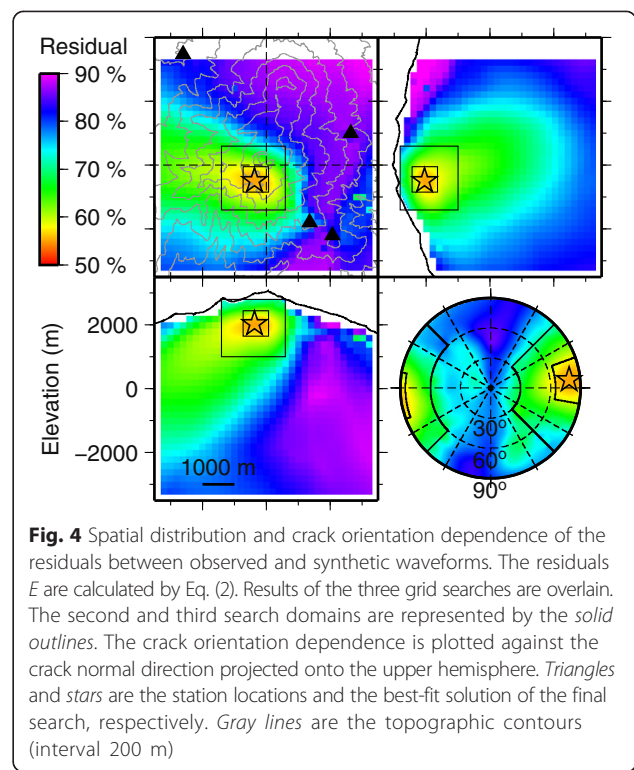 Residual
90 %
80 %
70 %
60 %
50 %
Elevation (m)
2000
0
−2000
1000 m
30°
60°
90°
Fig. 4 Spatial distribution and crack orientation dependence of the
residuals between observed and synthetic waveforms. The residuals
E are calculated by Eq. (2). Results of the three grid searches are overlain.
The second and third search domains are represented by the solid
outlines. The crack orientation dependence is plotted against the
crack normal direction projected onto the upper hemisphere. Triangles
and stars are the station locations and the best-fit solution of the final
search, respectively. Gray lines are the topographic contours
(interval 200 m)